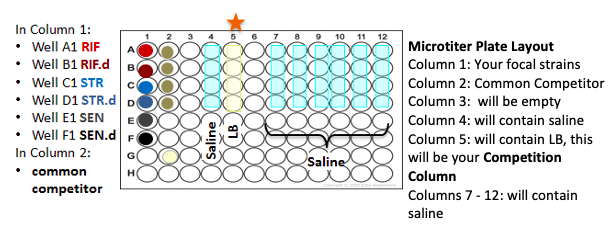 In Column 1:
• Well A1 RIF
• Well B1 RIF.d
• Well C1 STR
• Well D1 STR.d
• Well E1 SEN
• Well F1 SEN.d
In Column 2:
• common
competitor
1 2 3 4 5 6 7 8 9 10 11 12
A
B
C
D
E
F
G
H
Saline
LB
Saline
Microtiter Plate Layout
Column 1: Your focal strains
Column 2: Common Competitor
Column 3:  will be empty
Column 4: will contain saline
Column 5: will contain LB, this
will be your Competition
Column
Columns 7 - 12: will contain
saline